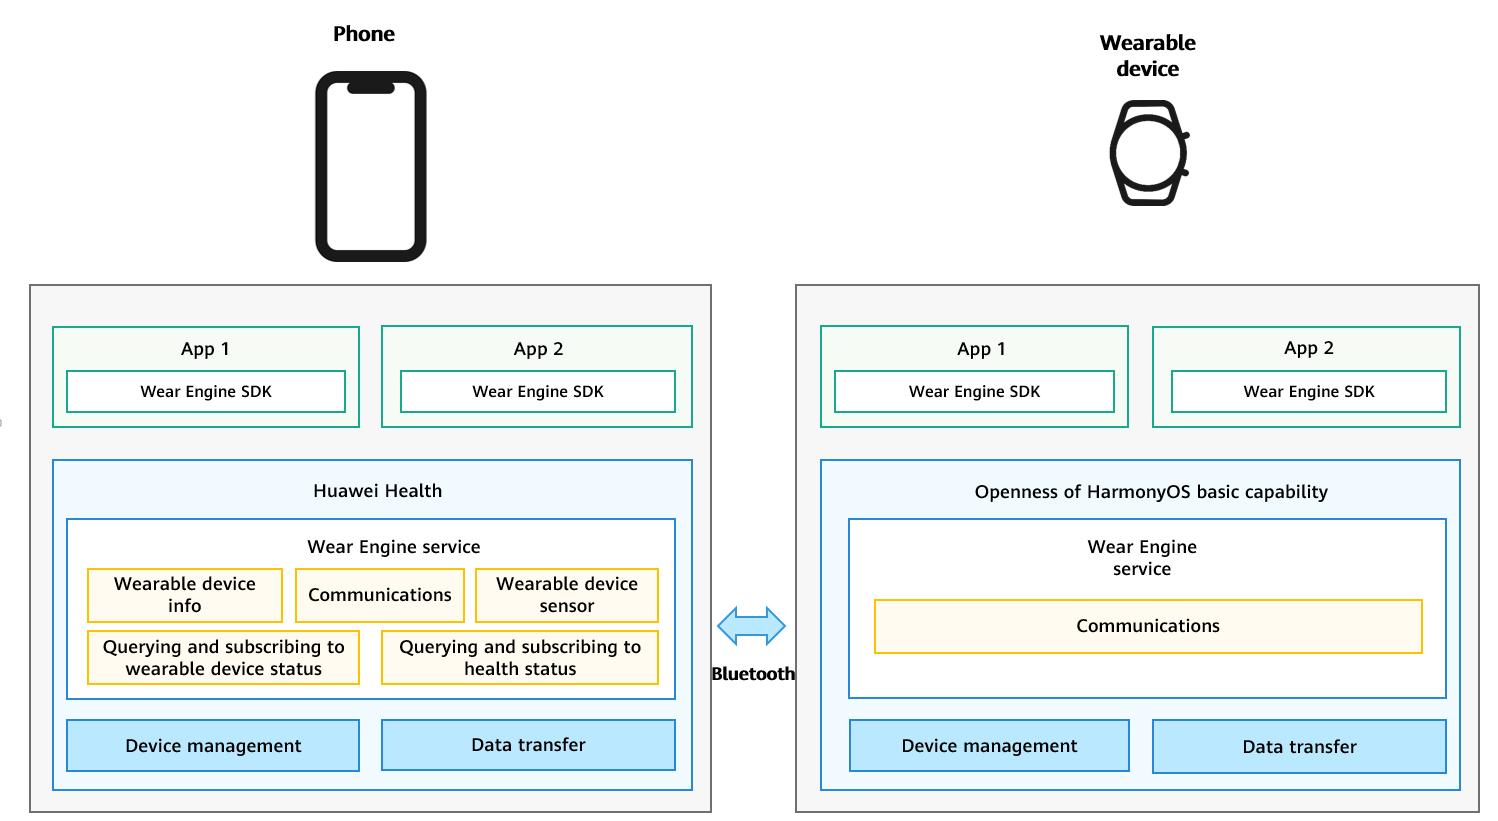 Phone
Wearable
device
App 1
Wear Engine SDK
App 2
Wear Engine SDK
Huawei Health
Wear Engine service
Wearable device
info
Communications
Wearable device
sensor
Querying and subscribing to
wearable device status
Querying and subscribing to
health status
Device management
Data transfer
Bluetooth
App 1
Wear Engine SDK
App 2
Wear Engine SDK
Openness of HarmonyOS basic capability
Wear Engine
service
Communications
Device management
Data transfer